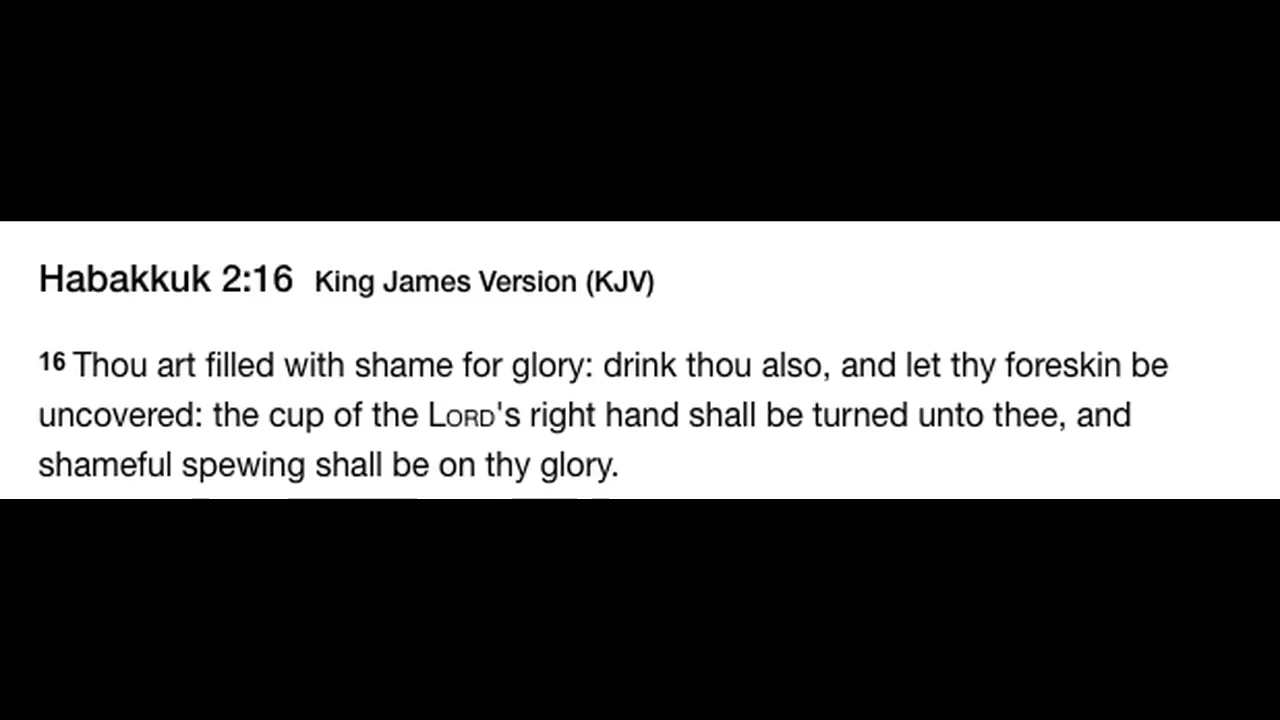 Habakkuk 2:16 King James Version (KJV)
16 Thou art filled with shame for glory: drink thou also, and let thy foreskin be
uncovered: the cup of the LORD's right hand shall be turned unto thee, and
shameful spewing shall be on thy glory.